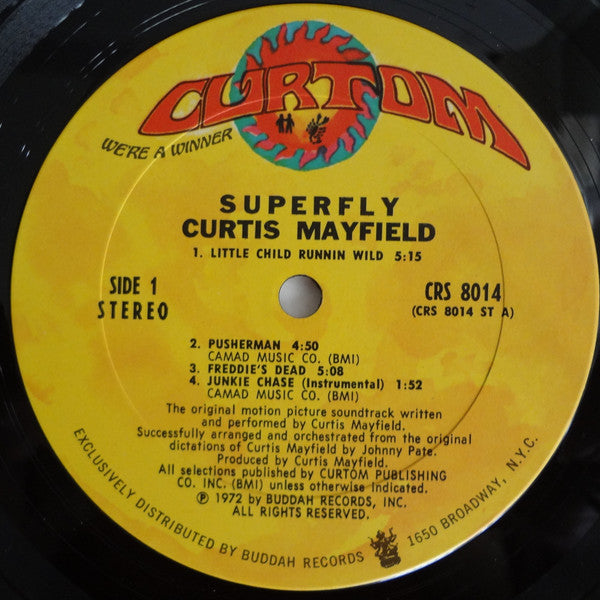 CURTOM
WE'RE A WINNER
SUPERFLY
CURTIS MAYFIELD
1. LITTLE CHILD RUNNIN WILD 5:15
SIDE 1
STEREO
CRS 8014
(CRS 8014 ST A)
2. PUSHERMAN 4:50
CAMAD MUSIC CO. (BMI)
3. FREDDIE'S DEAD 5:08
4. JUNKIE CHASE (Instrumental) 1:52
CAMAD MUSIC CO. (BMI)
The original motion picture soundtrack written
and performed by Curtis Mayfield.
Successfully arranged and orchestrated from the original
dictations of Curtis Mayfield by Johnny Pate.
Produced by Curtis Mayfield.
All selections published by CURTOM PUBLISHING
CO. INC. (BMI) unless otherwise Indicated.
℗ 1972 by BUDDAH RECORDS, INC.
ALL RIGHTS RESERVED.
EXCLUSIVELY DISTRIBUTED BY BUDDAH RECORDS 1650 BROADWAY, N.Y.C.